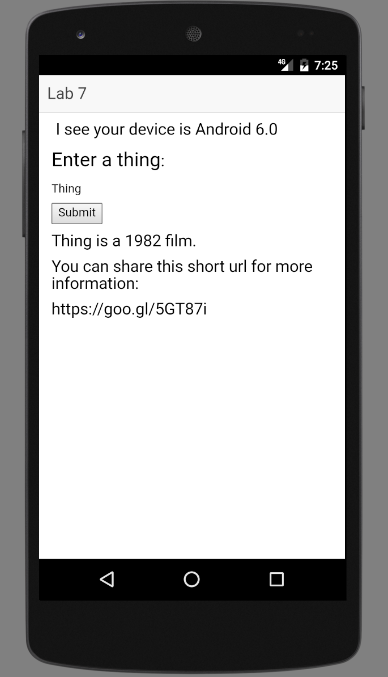 4G 7:25
Lab 7
I see your device is Android 6.0
Enter a thing:
Thing
Submit
Thing is a 1982 film.
You can share this short url for more
information:
https://goo.gl/5GT87i